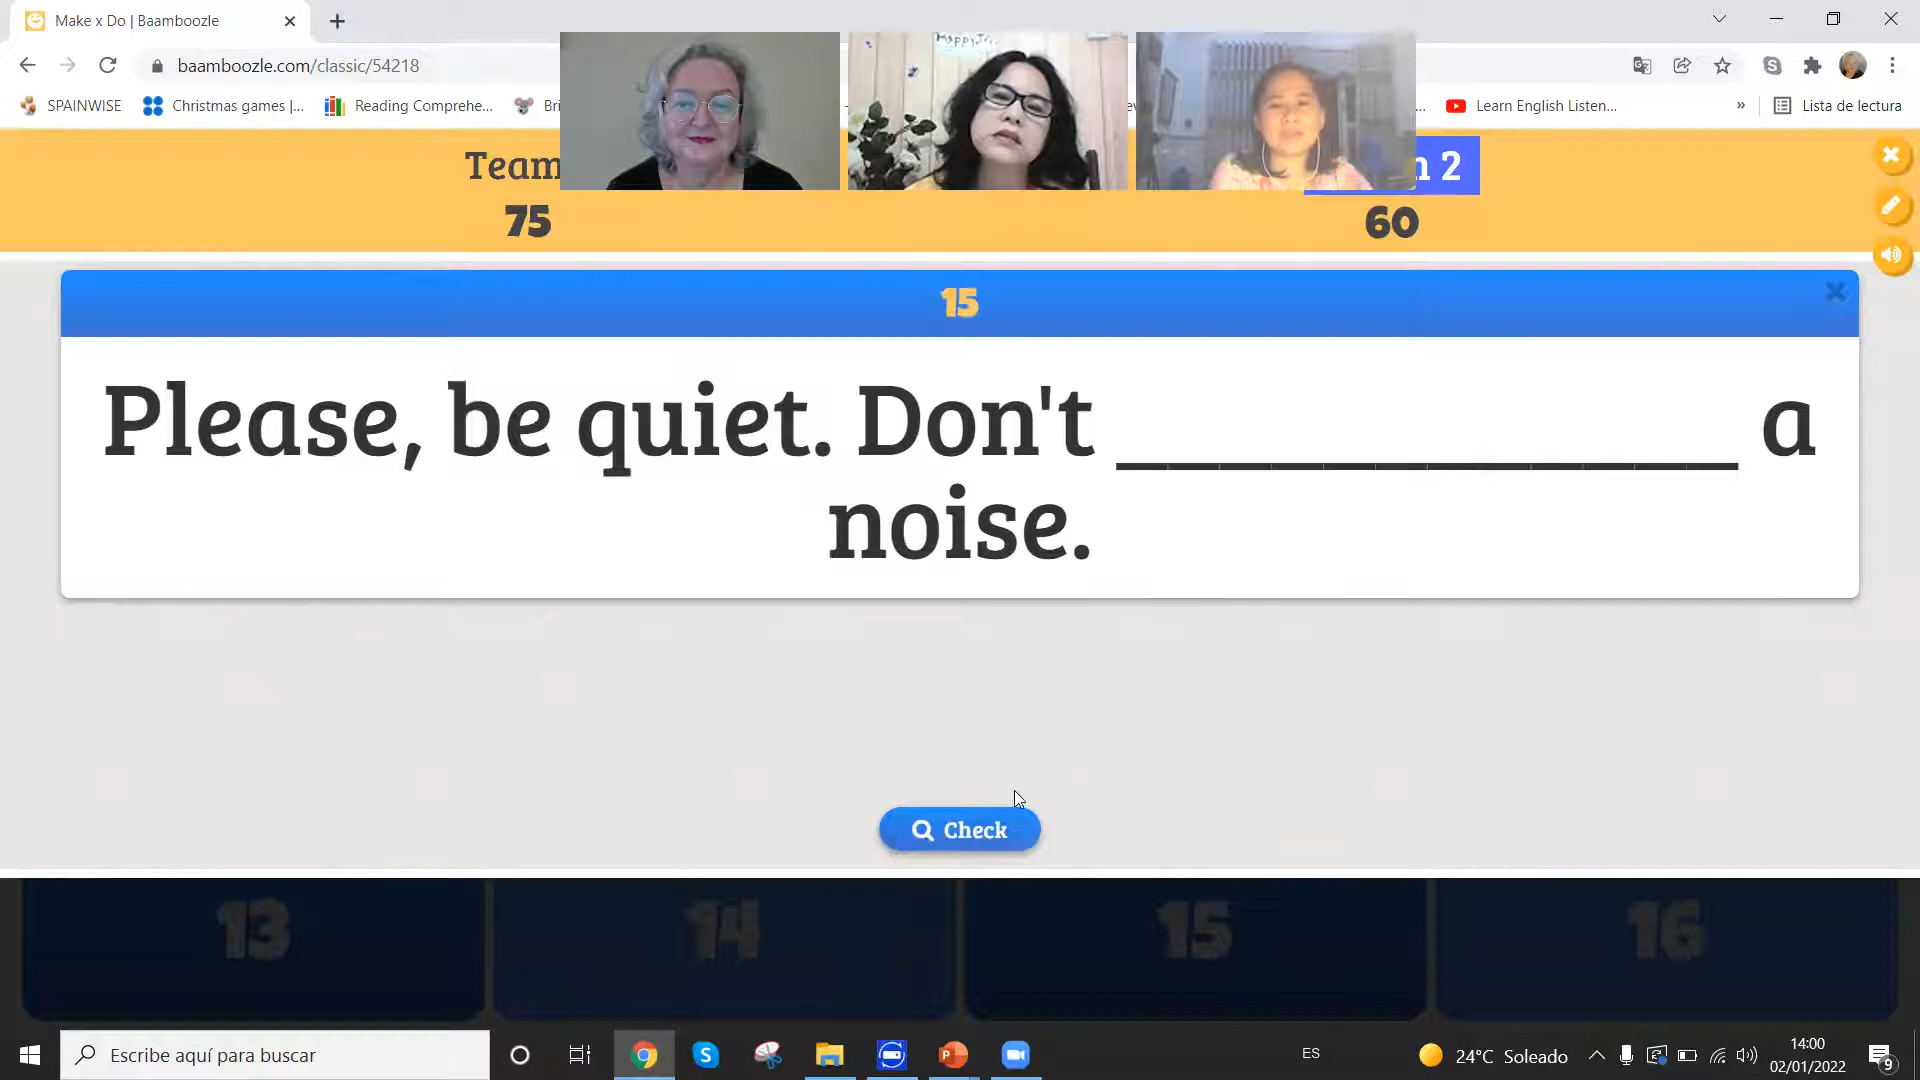 Make x Do | Baamboozle
baamboozle.com/classic/54218
SPAINWISE Christmas games |... Reading Comprehe... Bri Learn English Listen... » Lista de lectura
Team n 2
75 60
15
Please, be quiet. Don't ____________ a
noise.
Check
13 14 15 16
Escribe aquí para buscar ES 24°C Soleado 14:00
02/01/2022 9